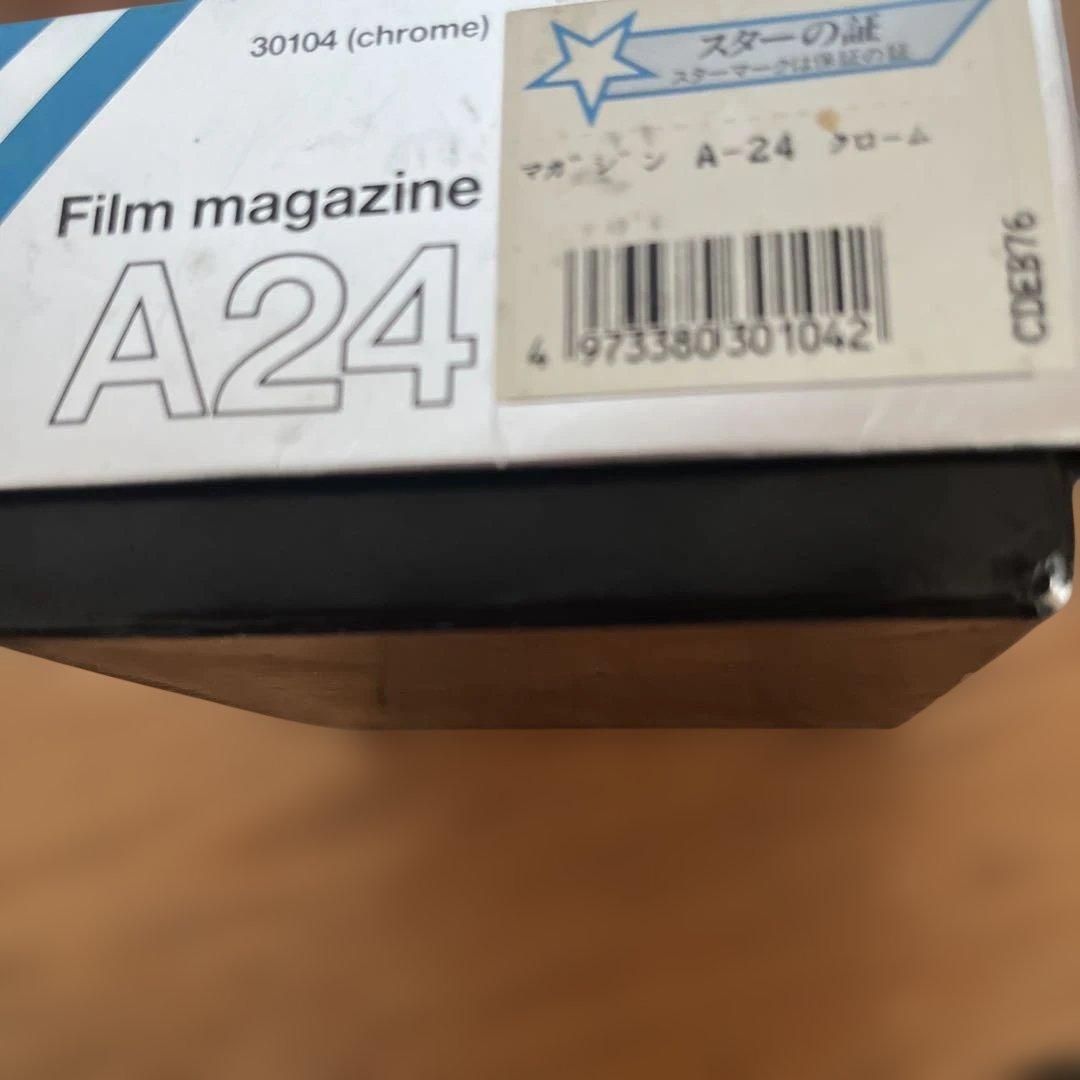 30104 (chrome)
Film magazine
A24
スターの証
スターマークは保証の証
マガジン A-24 クローム
4 973380 301042
CDEB76